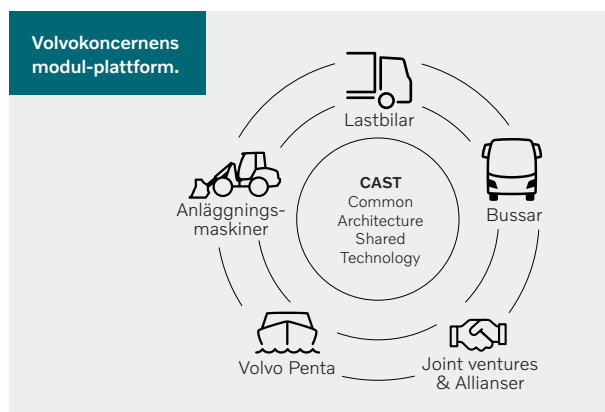 Volvokoncernens
modul-plattform.
Lastbilar
Anläggnings-
maskiner
CAST
Common
Architecture
Shared
Technology
Bussar
Volvo Penta
Joint ventures
& Allianser